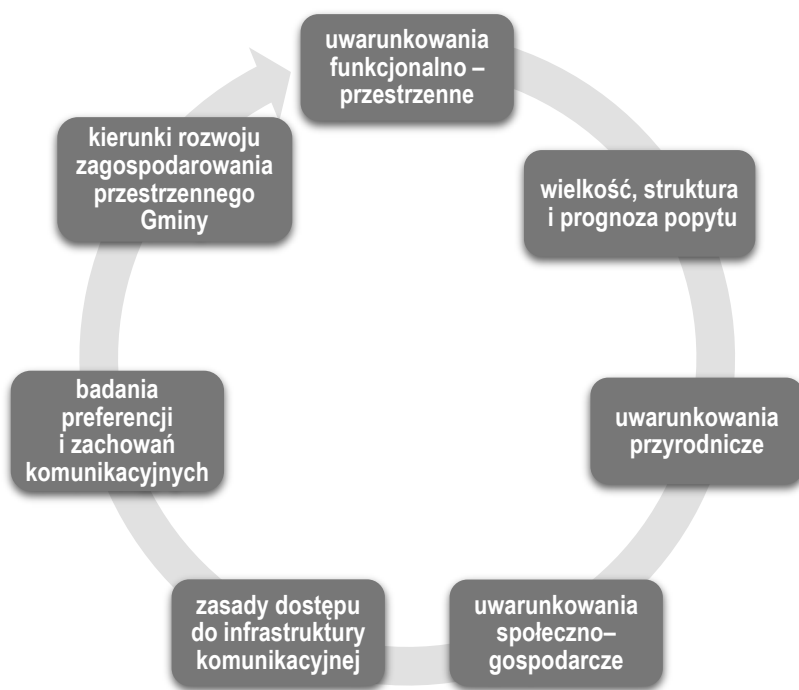 uwarunkowania
funkcjonalno –
przestrzenne
wielkość, struktura
i prognoza popytu
uwarunkowania
przyrodnicze
uwarunkowania
społeczno–
gospodarcze
zasady dostępu
do infrastruktury
komunikacyjnej
badania
preferencji
i zachowań
komunikacyjnych
kierunki rozwoju
zagospodarowania
przestrzennego
Gminy